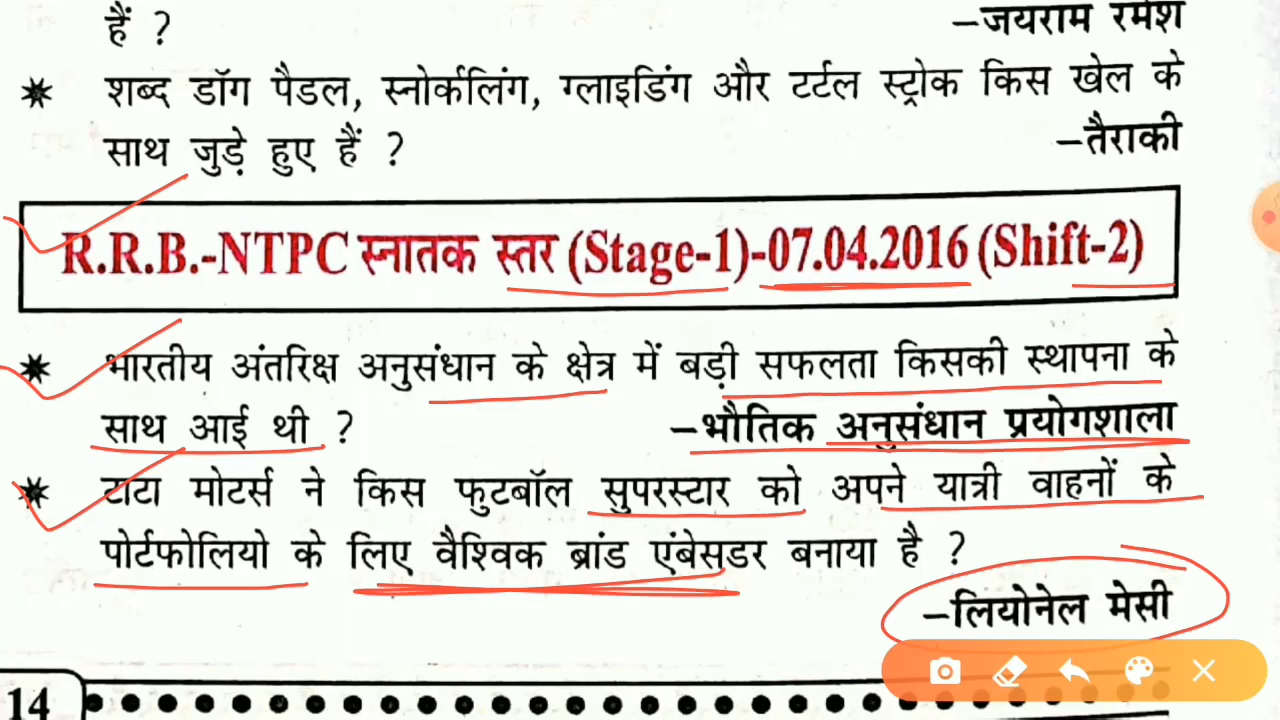 हैं ? –जयराम रमेश
✷ शब्द डॉग पैडल, स्नोर्कलिंग, ग्लाइडिंग और टर्टल स्ट्रोक किस खेल के
साथ जुड़े हुए हैं ? –तैराकी
R.R.B.-NTPC स्नातक स्तर (Stage-1)-07.04.2016 (Shift-2)
✷ भारतीय अंतरिक्ष अनुसंधान के क्षेत्र में बड़ी सफलता किसकी स्थापना के
साथ आई थी ? –भौतिक अनुसंधान प्रयोगशाला
✷ टाटा मोटर्स ने किस फुटबॉल सुपरस्टार को अपने यात्री वाहनों के
पोर्टफोलियो के लिए वैश्विक ब्रांड एंबेसडर बनाया है ?
–लियोनेल मेसी
14